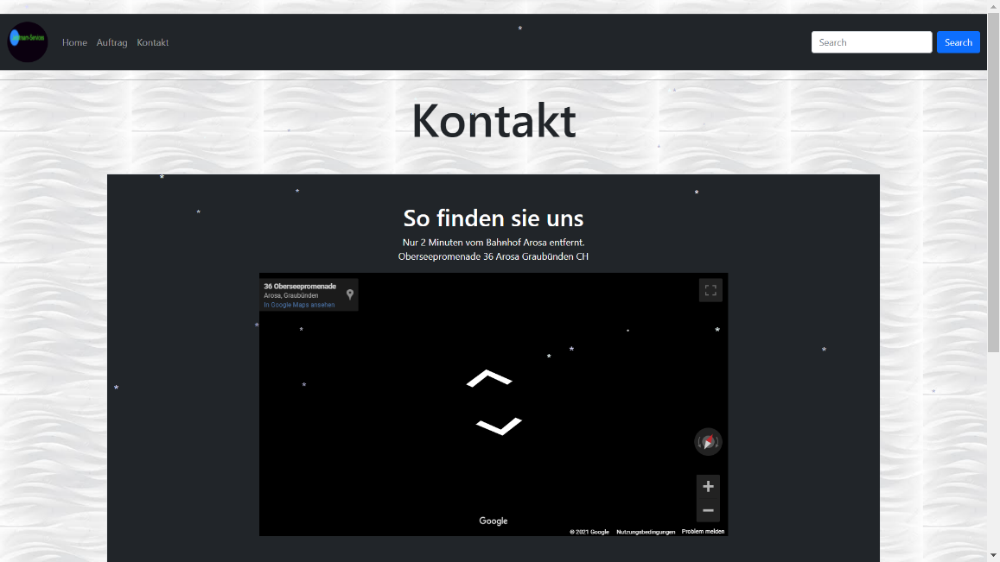 Home Auftrag Kontakt Search Search
Kontakt
So finden sie uns
Nur 2 Minuten vom Bahnhof Arosa entfernt.
Oberseepromenade 36 Arosa Graubünden CH
36 Oberseepromenade
Arosa, Graubünden
In Google Maps ansehen
Google
© 2021 Google Nutzungsbedingungen Problem melden